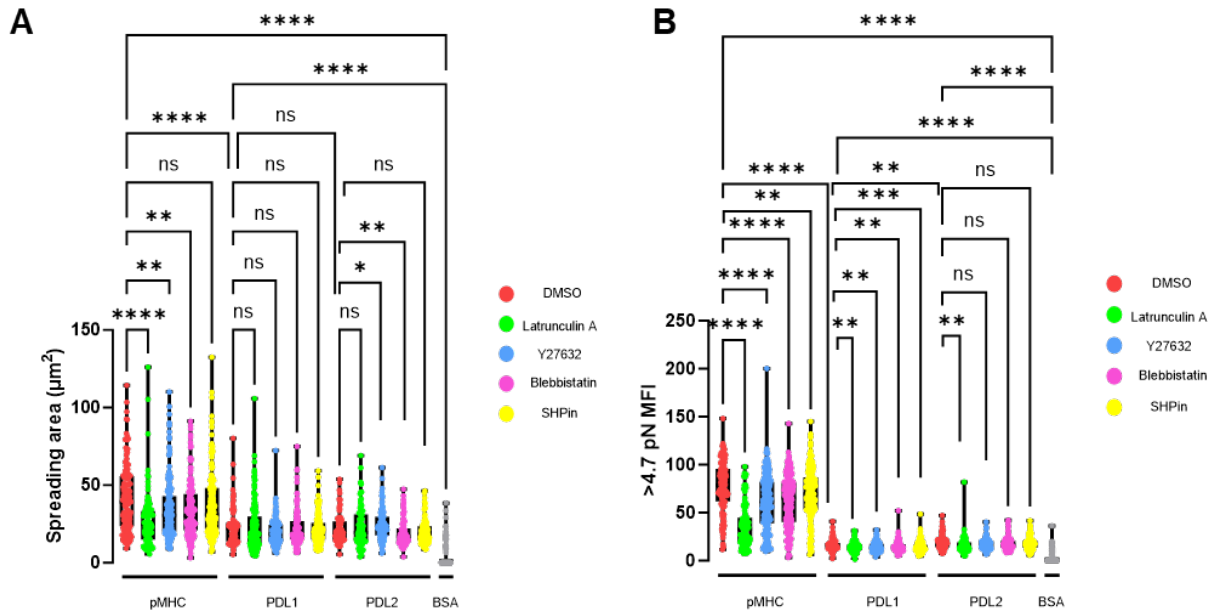 A
****
****
****
ns
ns
ns
ns
**
ns
**
**
ns
*
****
ns
ns
Spreading area (µm²)
150
100
50
0
pMHC
PDL1
PDL2
BSA
DMSO
Latrunculin A
Y27632
Blebbistatin
SHPin
B
****
****
****
****
**
**
***
ns
****
**
ns
****
**
ns
****
**
**
>4.7 pN MFI
250
200
150
100
50
0
pMHC
PDL1
PDL2
BSA
DMSO
Latrunculin A
Y27632
Blebbistatin
SHPin